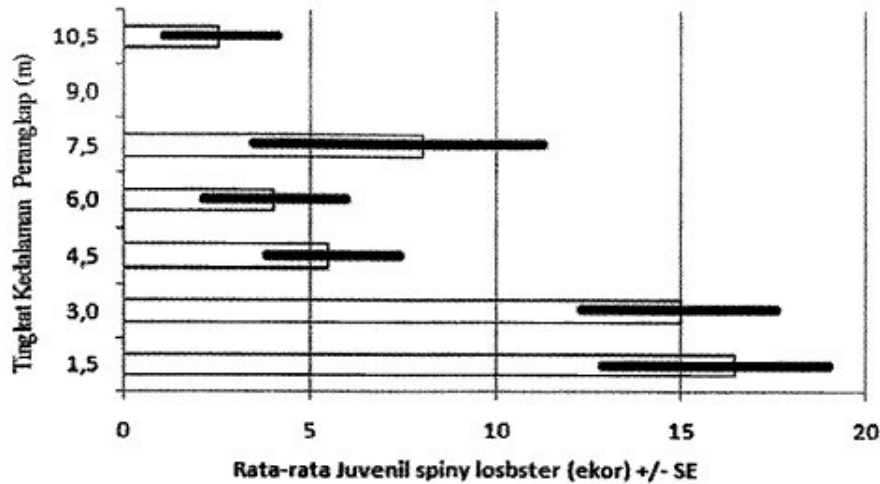 Tingkat Kedalaman Perangkap (m)
10,5
9,0
7,5
6,0
4,5
3,0
1,5
0 5 10 15 20
Rata-rata Juvenil spiny losbster (ekor) +/- SE